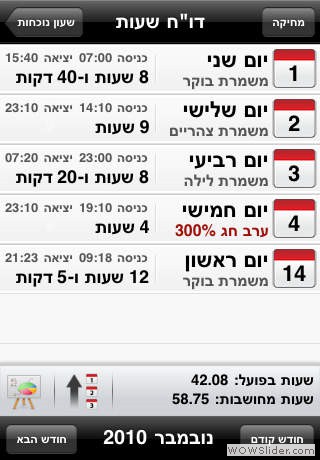 מחיקה דו"ח שעות שעון נוכחות
1 יום שני כניסה 07:00 יציאה 15:40
משמרת בוקר 8 שעות ו-40 דקות
2 יום שלישי כניסה 14:10 יציאה 23:10
משמרת צהריים 9 שעות
3 יום רביעי כניסה 23:00 יציאה 07:20
משמרת לילה 8 שעות ו-20 דקות
4 יום חמישי כניסה 19:10 יציאה 23:10
ערב חג 300% 4 שעות
14 יום ראשון כניסה 09:18 יציאה 21:23
משמרת בוקר 12 שעות ו-5 דקות
שעות בפועל: 42.08
שעות מחושבות: 58.75
1
2
3
חודש קודם נובמבר 2010 חודש הבא
WOWSlider.com